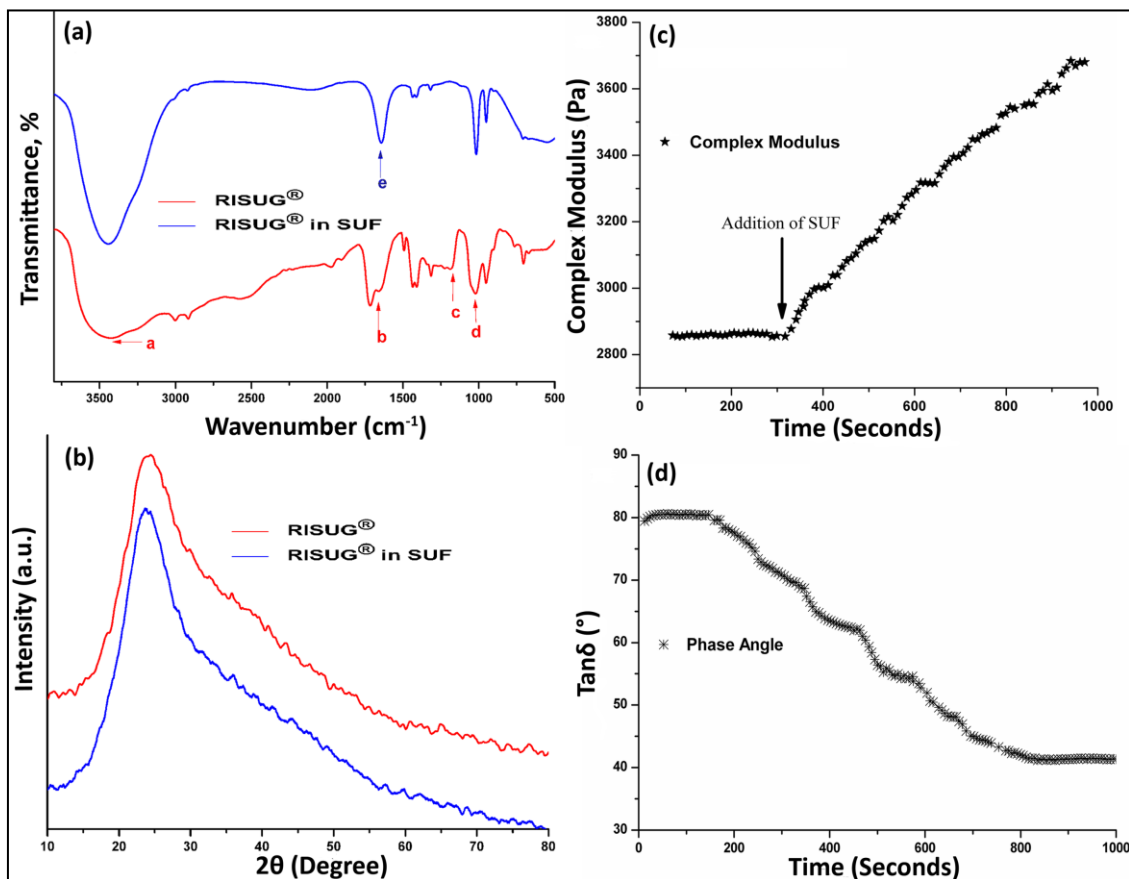 (a)
Transmittance, %
e
RISUG®
RISUG® in SUF
a
b
c
d
3500 3000 2500 2000 1500 1000 500
Wavenumber (cm-1)
(b)
Intensity (a.u.)
RISUG®
RISUG® in SUF
10 20 30 40 50 60 70 80
2θ (Degree)
(c)
Complex Modulus (Pa)
3800
3600
3400
3200
3000
2800
Complex Modulus
Addition of SUF
0 200 400 600 800 1000
Time (Seconds)
(d)
Tanδ (°)
90
80
70
60
50
40
30
Phase Angle
0 200 400 600 800 1000
Time (Seconds)